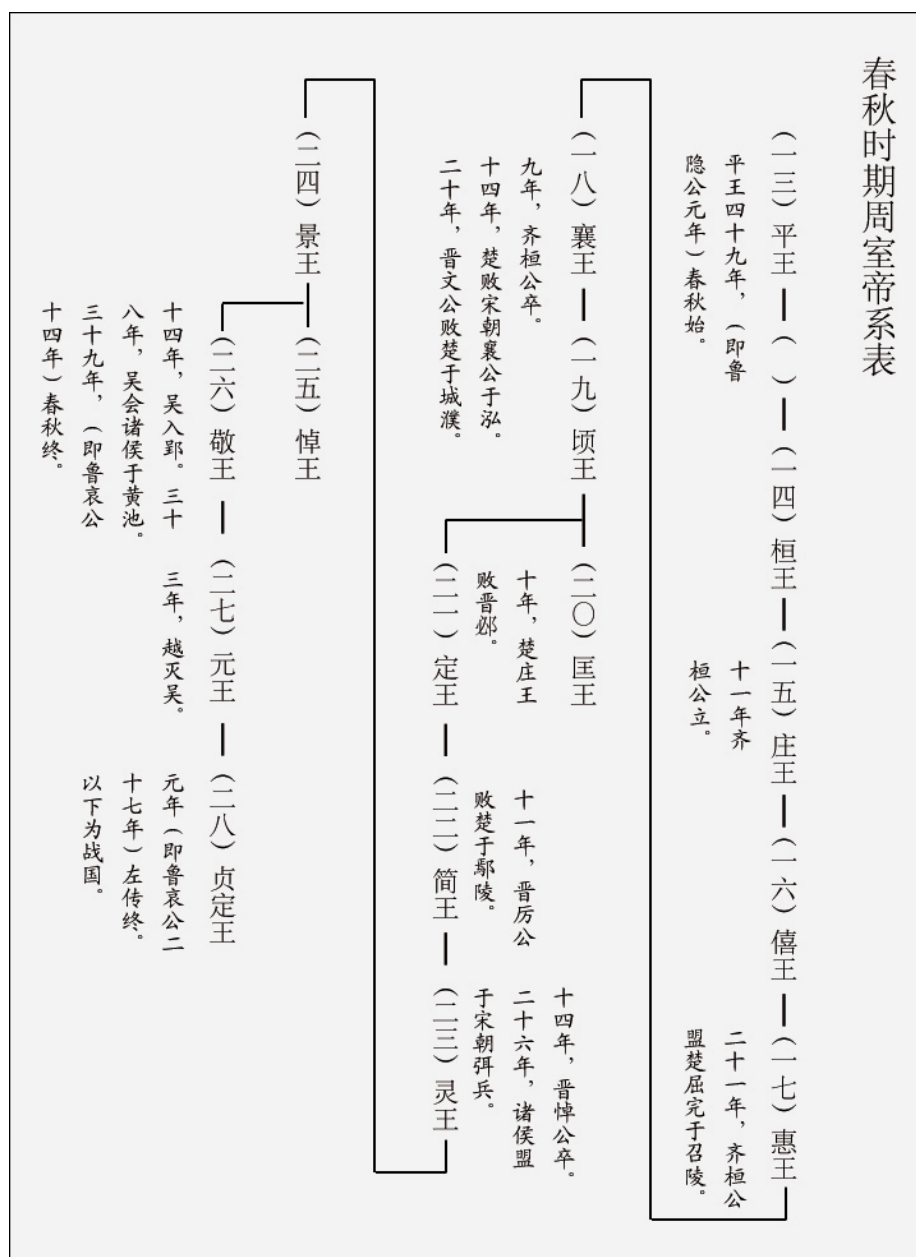 春秋时期周室帝系表
(一三)平王
平王四十九年，(即鲁
隐公元年)春秋始。
( )
(一四)桓王
(一五)庄王
十一年齐
桓公立。
(一六)僖王
(一七)惠王
二十一年，齐桓公
盟楚屈完于召陵。
(一八)襄王
九年，齐桓公卒。
十四年，楚败宋朝襄公于泓。
二十年，晋文公败楚于城濮。
(一九)顷王
(二〇)匡王
(二一)定王
十年，楚庄王
败晋邲。
(二二)简王
十一年，晋厉公
败楚于鄢陵。
(二三)灵王
十四年，晋悼公卒。
二十六年，诸侯盟
于宋朝弭兵。
(二四)景王
(二五)悼王
(二六)敬王
十四年，吴入郢。三十
八年，吴会诸侯于黄池。
三十九年，(即鲁哀公
十四年)春秋终。
(二七)元王
三年，越灭吴。
(二八)贞定王
元年(即鲁哀公二
十七年)左传终。
以下为战国。